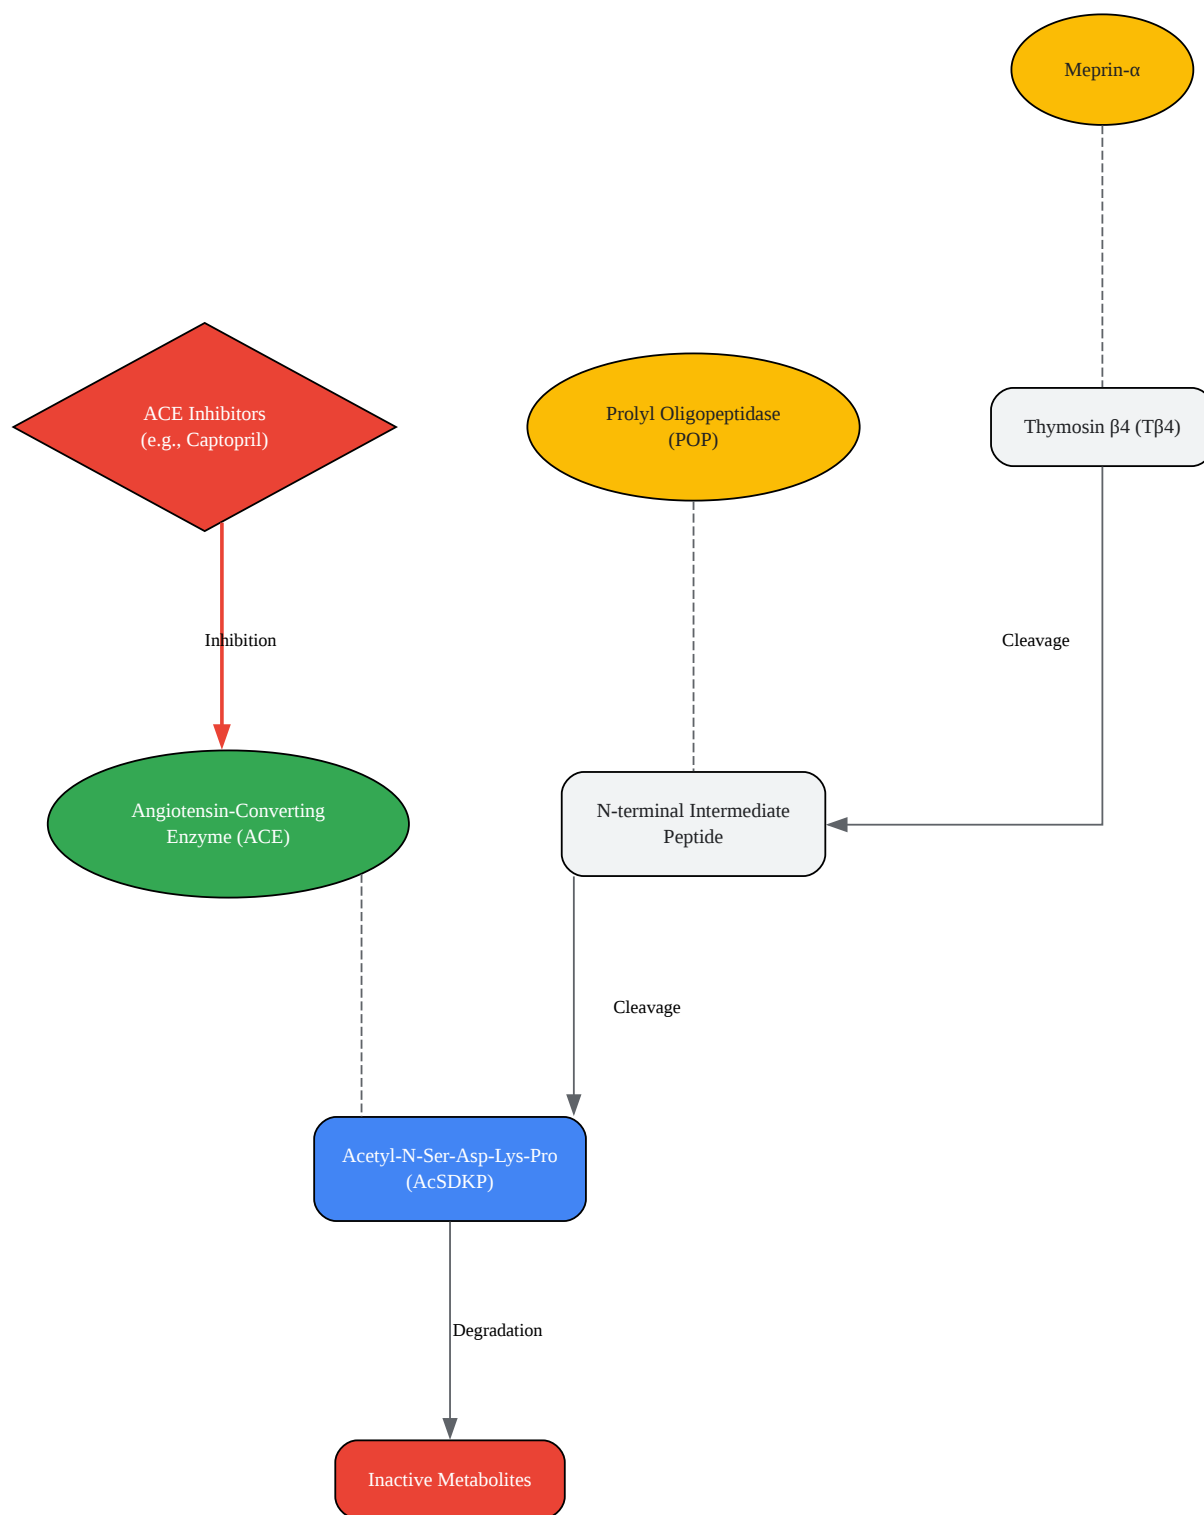 Meprin-α
ACE Inhibitors
(e.g., Captopril)
Prolyl Oligopeptidase
(POP)
Thymosin β4 (Tβ4)
Inhibition
Cleavage
Angiotensin-Converting
Enzyme (ACE)
N-terminal Intermediate
Peptide
Cleavage
Acetyl-N-Ser-Asp-Lys-Pro
(AcSDKP)
Degradation
Inactive Metabolites